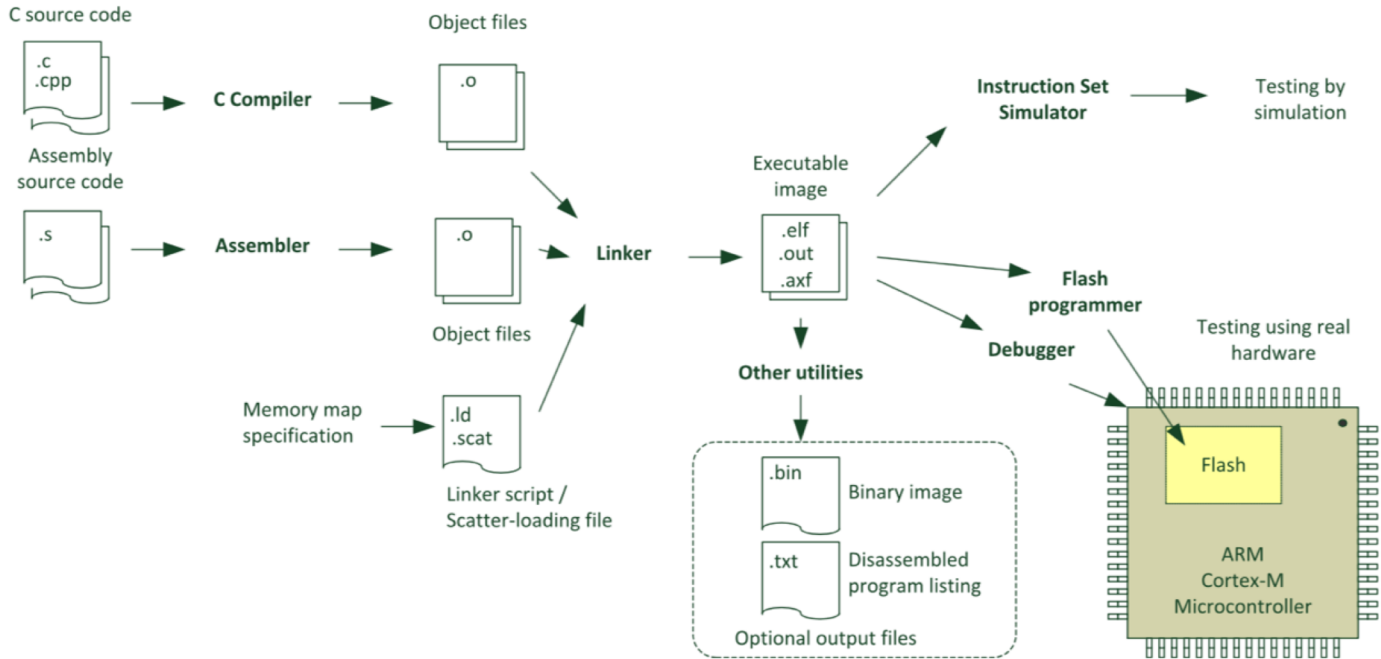 C source code
.c
.cpp
C Compiler
Object files
.o
Assembly
source code
.s
Assembler
.o
Object files
Linker
Memory map
specification
.ld
.scat
Linker script /
Scatter-loading file
Executable
image
.elf
.out
.axf
Instruction Set
Simulator
Testing by
simulation
Flash
programmer
Debugger
Testing using real
hardware
Flash
ARM
Cortex-M
Microcontroller
Other utilities
.bin
Binary image
.txt
Disassembled
program listing
Optional output files